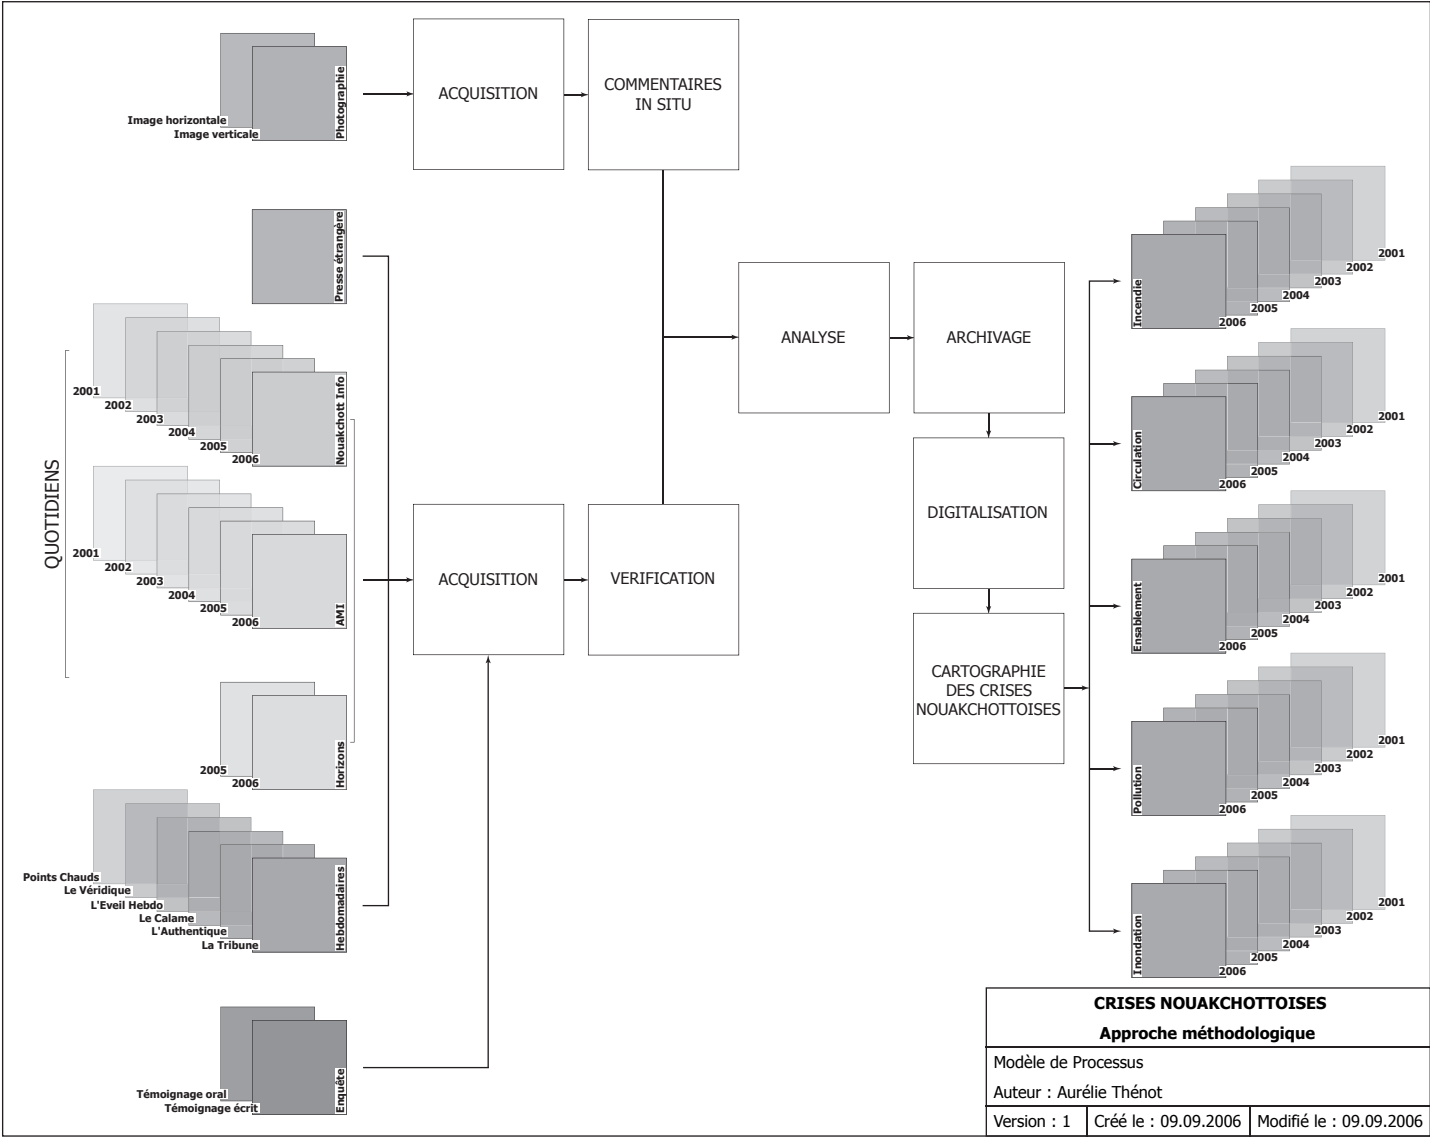 Image horizontale
Image verticale
Photographie
ACQUISITION
COMMENTAIRES
IN SITU
Presse étrangère
QUOTIDIENS
2001
2002
2003
2004
2005
2006
Nouakchott Info
2001
2002
2003
2004
2005
2006
AMI
2005
2006
Horizons
Points Chauds
Le Véridique
L'Eveil Hebdo
Le Calame
L'Authentique
La Tribune
Hebdomadaires
Témoignage oral
Témoignage écrit
Enquête
ACQUISITION
VERIFICATION
ANALYSE
ARCHIVAGE
DIGITALISATION
CARTOGRAPHIE
DES CRISES
NOUAKCHOTTOISES
Incendie
2006
2005
2004
2003
2002
2001
Circulation
2006
2005
2004
2003
2002
2001
Ensablement
2006
2005
2004
2003
2002
2001
Pollution
2006
2005
2004
2003
2002
2001
Inondation
2006
2005
2004
2003
2002
2001
CRISES NOUAKCHOTTOISES
Approche méthodologique
Modèle de Processus
Auteur : Aurélie Thénot
Version : 1
Créé le : 09.09.2006
Modifié le : 09.09.2006